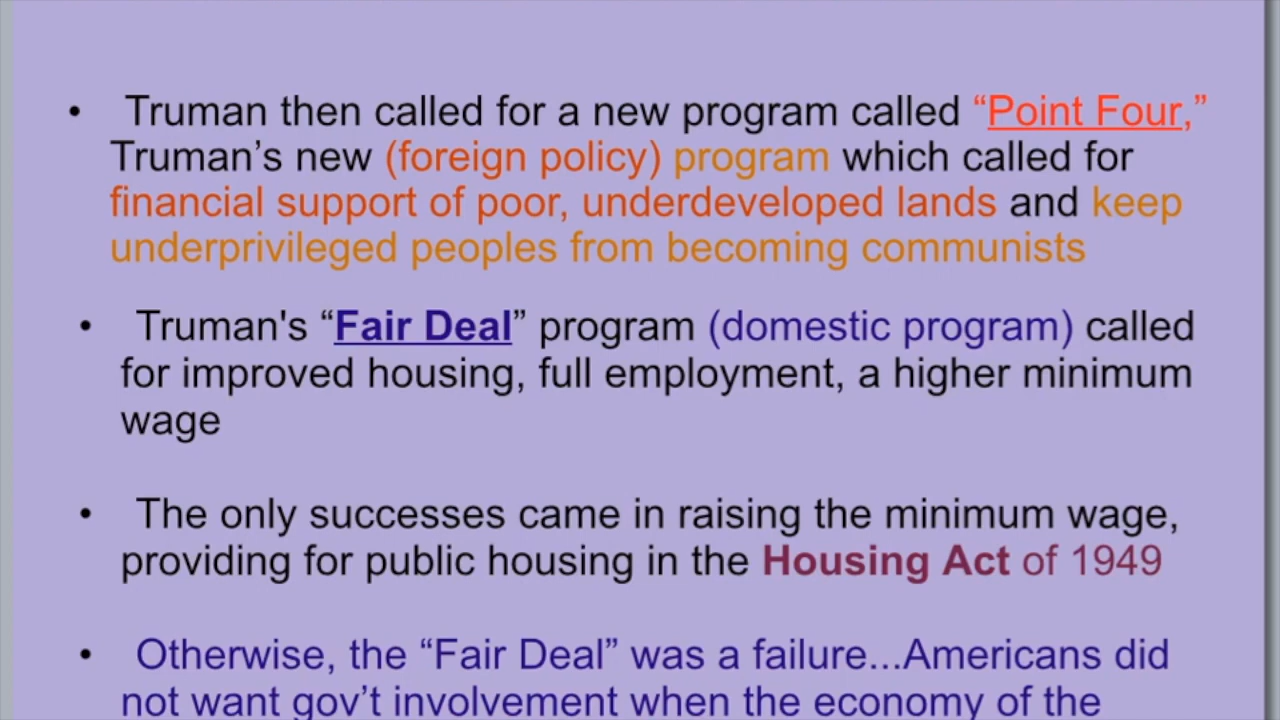 • Truman then called for a new program called “Point Four,”
Truman’s new (foreign policy) program which called for
financial support of poor, underdeveloped lands and keep
underprivileged peoples from becoming communists
• Truman's “Fair Deal” program (domestic program) called
for improved housing, full employment, a higher minimum
wage
• The only successes came in raising the minimum wage,
providing for public housing in the Housing Act of 1949
• Otherwise, the “Fair Deal” was a failure...Americans did
not want gov’t involvement when the economy of the